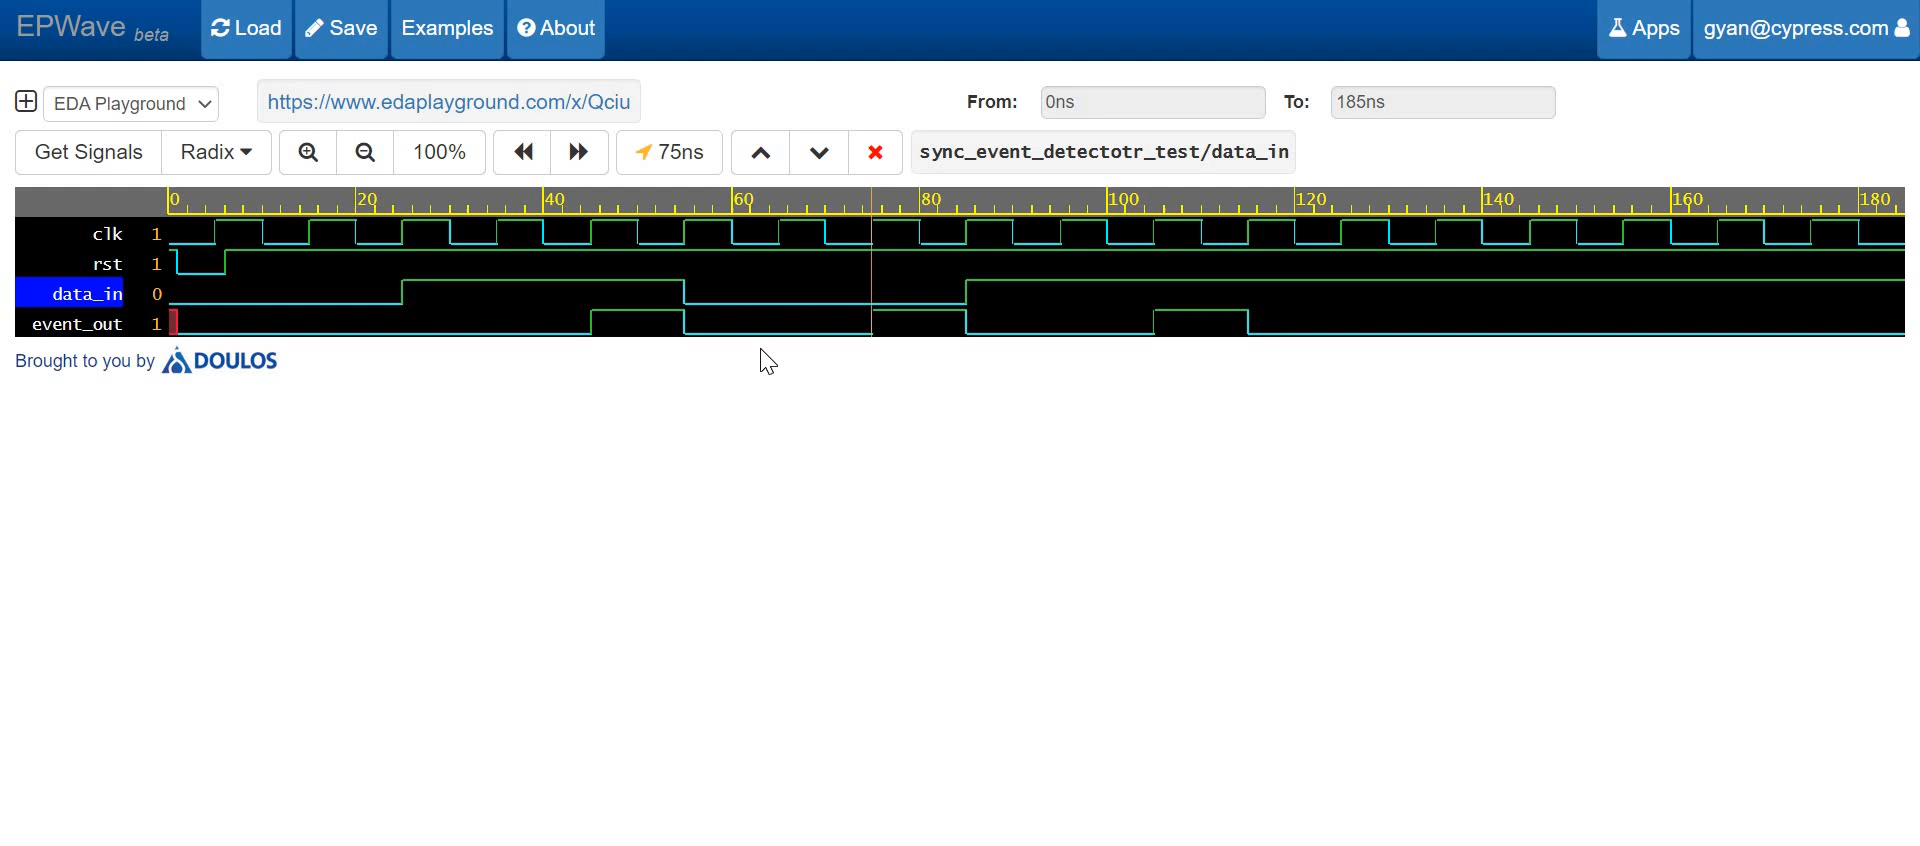 EPWave beta Load Save Examples About Apps gyan@cypress.com
EDA Playground https://www.edaplayground.com/x/Qciu From: 0ns To: 185ns
Get Signals Radix 100% 75ns sync_event_detectotr_test/data_in
0 20 40 60 80 100 120 140 160 180
clk 1
rst 1
data_in 0
event_out 1
Brought to you by DOULOS